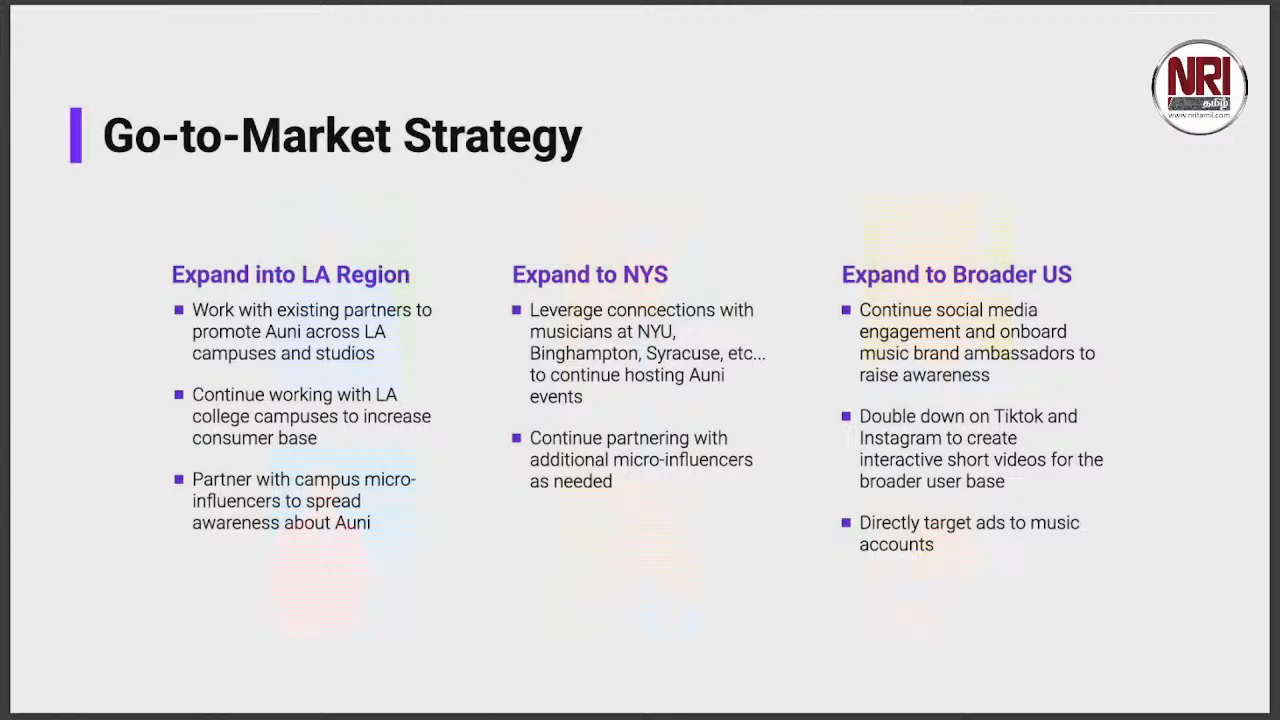 NRI
தமிழ்
www.nritamil.com
Go-to-Market Strategy
Expand into LA Region
Work with existing partners to
promote Auni across LA
campuses and studios
Continue working with LA
college campuses to increase
consumer base
Partner with campus micro-
influencers to spread
awareness about Auni
Expand to NYS
Leverage conncections with
musicians at NYU,
Binghampton, Syracuse, etc...
to continue hosting Auni
events
Continue partnering with
additional micro-influencers
as needed
Expand to Broader US
Continue social media
engagement and onboard
music brand ambassadors to
raise awareness
Double down on Tiktok and
Instagram to create
interactive short videos for the
broader user base
Directly target ads to music
accounts